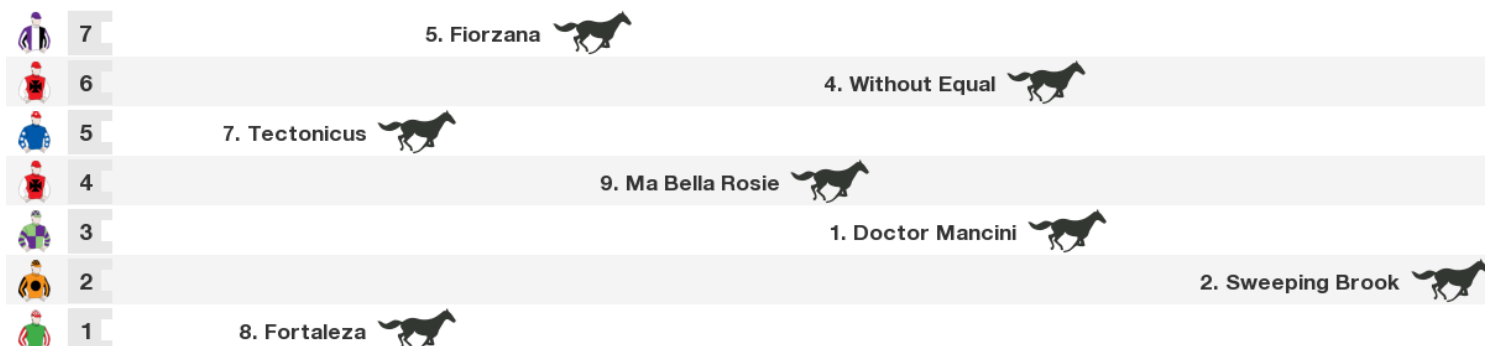 7 5. Fiorzana
6 4. Without Equal
5 7. Tectonicus
4 9. Ma Bella Rosie
3 1. Doctor Mancini
2 2. Sweeping Brook
1 8. Fortaleza